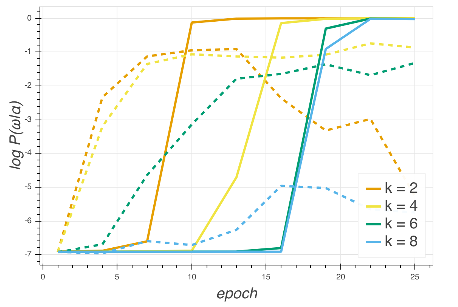 0
-1
-2
-3
-4
-5
-6
-7
log P(ω|α)
0
5
10
15
20
25
epoch
k = 2
k = 4
k = 6
k = 8